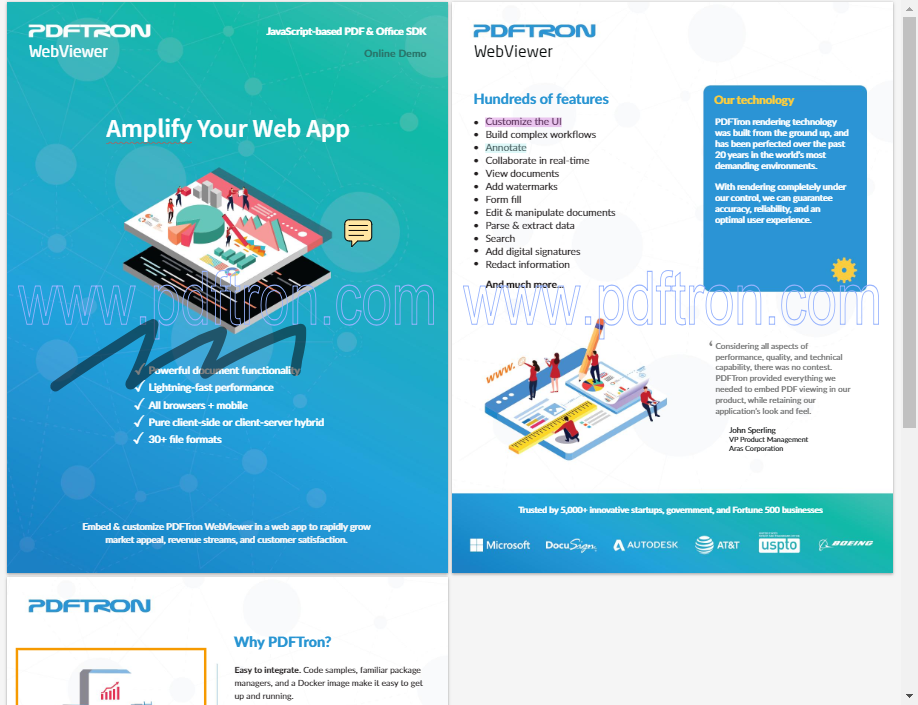 PDFTRON
WebViewer
JavaScript-based PDF & Office SDK
Online Demo
Amplify Your Web App
www.pdftron.com
✓ Powerful document functionality
✓ Lightning-fast performance
✓ All browsers + mobile
✓ Pure client-side or client-server hybrid
✓ 30+ file formats
Embed & customize PDFTron WebViewer in a web app to rapidly grow
market appeal, revenue streams, and customer satisfaction.
PDFTRON
WebViewer
Hundreds of features
• Customize the UI
• Build complex workflows
• Annotate
• Collaborate in real-time
• View documents
• Add watermarks
• Form fill
• Edit & manipulate documents
• Parse & extract data
• Search
• Add digital signatures
• Redact information
And much more...
Our technology
PDFTron rendering technology
was built from the ground up, and
has been perfected over the past
20 years in the world's most
demanding environments.
With rendering completely under
our control, we can guarantee
accuracy, reliability, and an
optimal user experience.
www.pdftron.com
www.
‘ Considering all aspects of
performance, quality, and technical
capability, there was no contest.
PDFTron provided everything we
needed to embed PDF viewing in our
product, while retaining our
application's look and feel.
John Sperling
VP Product Management
Aras Corporation
Trusted by 5,000+ innovative startups, government, and Fortune 500 businesses
Microsoft
DocuSign
AUTODESK
AT&T
uspto
BOEING
PDFTRON
Why PDFTron?
Easy to integrate. Code samples, familiar package
managers, and a Docker image make it easy to get
up and running.